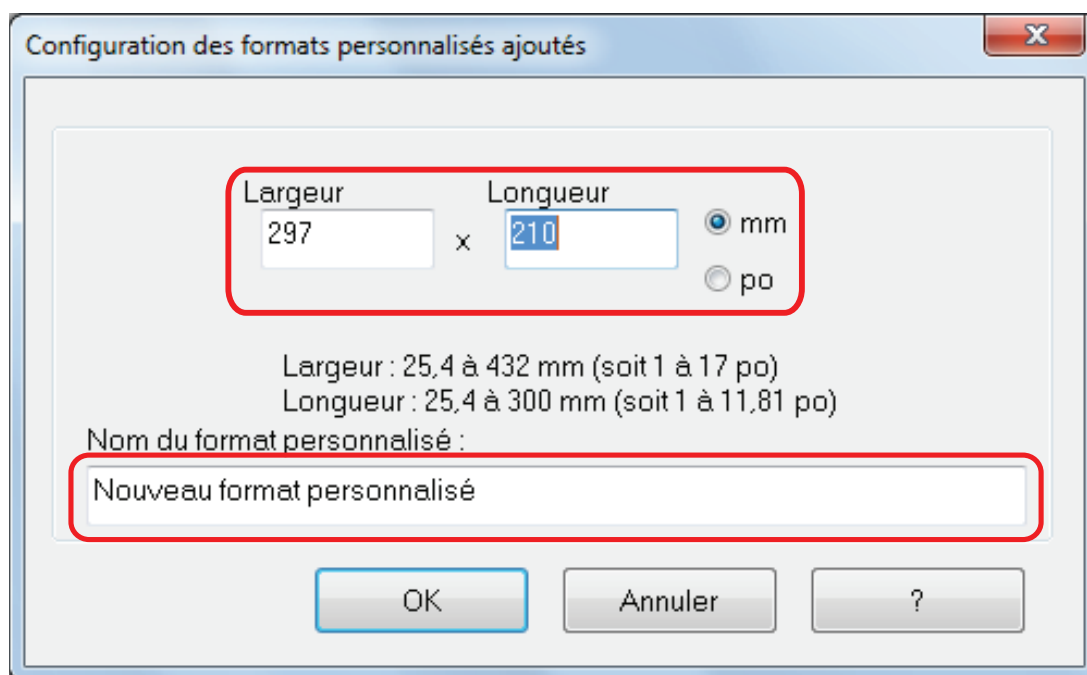 Configuration des formats personnalisés ajoutés
x
Largeur Longueur
297 x 210 mm
po
Largeur : 25,4 à 432 mm (soit 1 à 17 po)
Longueur : 25,4 à 300 mm (soit 1 à 11,81 po)
Nom du format personnalisé :
Nouveau format personnalisé
OK Annuler ?